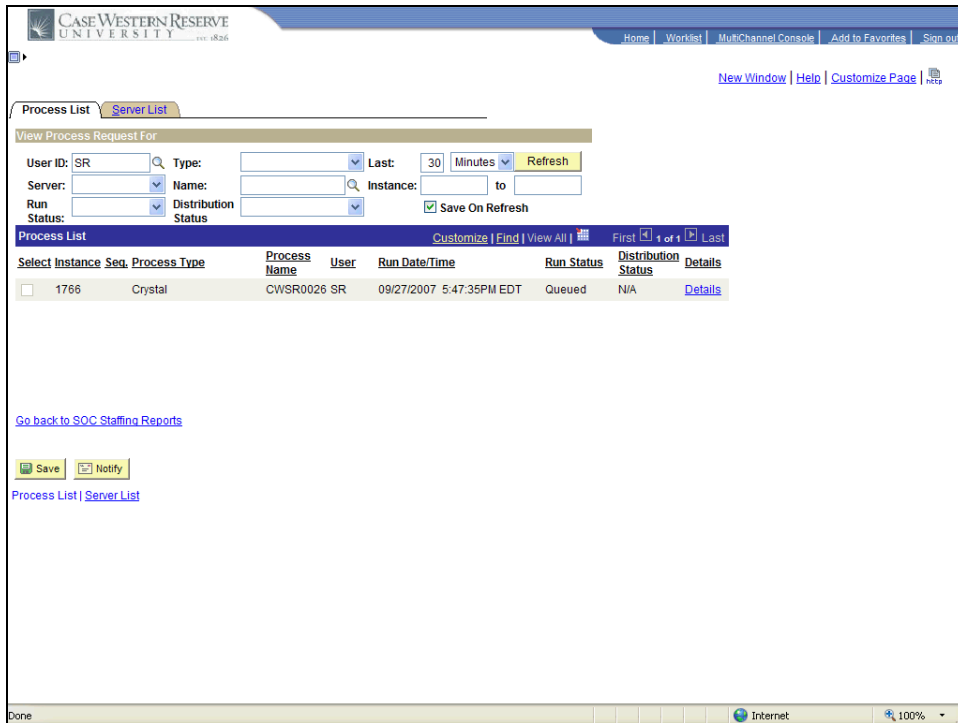 CASE WESTERN RESERVE
UNIVERSITY EST. 1826
Home | Worklist | MultiChannel Console | Add to Favorites | Sign out
New Window | Help | Customize Page | http
Process List Server List
View Process Request For
User ID: SR Type: Last: 30 Minutes Refresh
Server: Name: Instance: to
Run Status: Distribution Status Save On Refresh
Process List Customize | Find | View All | First 1 of 1 Last
Select Instance Seq. Process Type Process Name User Run Date/Time Run Status Distribution Status Details
1766 Crystal CWSR0026 SR 09/27/2007 5:47:35PM EDT Queued N/A Details
Go back to SOC Staffing Reports
Save Notify
Process List | Server List
Done Internet 100%